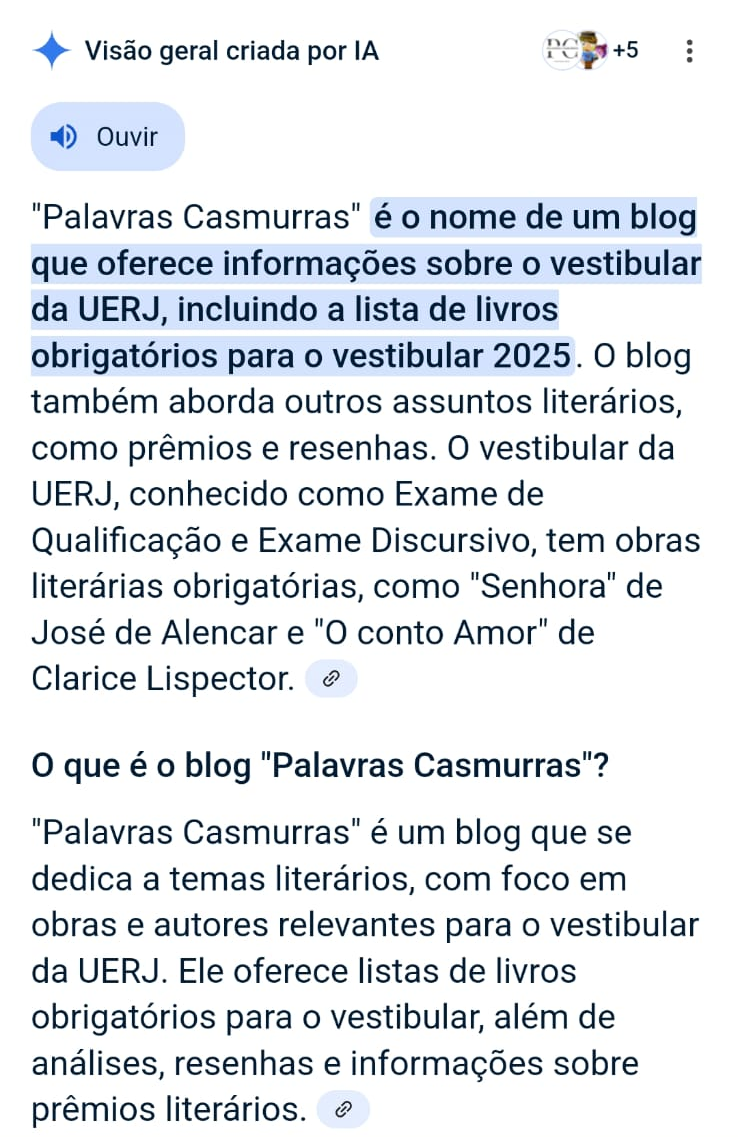 Visão geral criada por IA
PC
+5
Ouvir
"Palavras Casmurras" é o nome de um blog
que oferece informações sobre o vestibular
da UERJ, incluindo a lista de livros
obrigatórios para o vestibular 2025. O blog
também aborda outros assuntos literários,
como prêmios e resenhas. O vestibular da
UERJ, conhecido como Exame de
Qualificação e Exame Discursivo, tem obras
literárias obrigatórias, como "Senhora" de
José de Alencar e "O conto Amor" de
Clarice Lispector.
O que é o blog "Palavras Casmurras"?
"Palavras Casmurras" é um blog que se
dedica a temas literários, com foco em
obras e autores relevantes para o vestibular
da UERJ. Ele oferece listas de livros
obrigatórios para o vestibular, além de
análises, resenhas e informações sobre
prêmios literários.